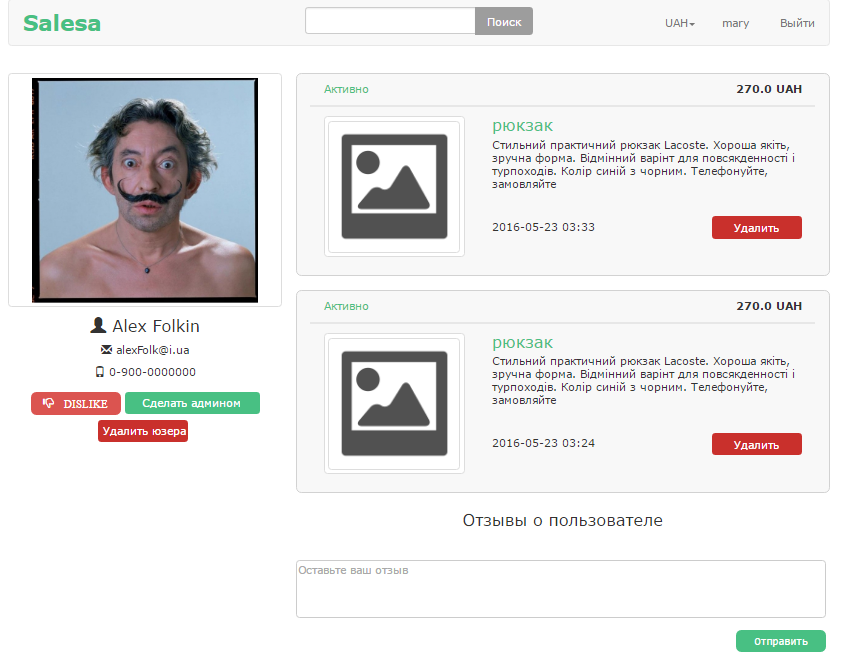 Salesa
Поиск
UAH
mary
Выйти
Alex Folkin
alexFolk@i.ua
0-900-0000000
DISLIKE
Сделать админом
Удалить юзера
Активно
270.0 UAH
рюкзак
Стильний практичний рюкзак Lacoste. Хороша якіть,
зручна форма. Відмінний варінт для повсякденності і
турпоходів. Колір синій з чорним. Телефонуйте,
замовляйте
2016-05-23 03:33
Удалить
Активно
270.0 UAH
рюкзак
Стильний практичний рюкзак Lacoste. Хороша якіть,
зручна форма. Відмінний варінт для повсякденності і
турпоходів. Колір синій з чорним. Телефонуйте,
замовляйте
2016-05-23 03:24
Удалить
Отзывы о пользователе
Оставьте ваш отзыв
Отправить